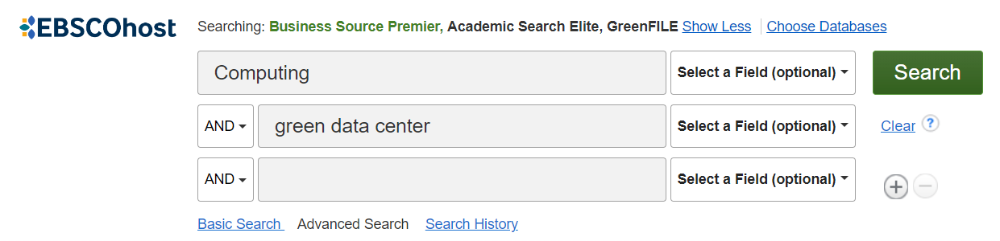 EBSCOhost Searching: Business Source Premier, Academic Search Elite, GreenFILE Show Less Choose Databases
Computing Select a Field (optional) Search
AND green data center Select a Field (optional) Clear ?
AND Select a Field (optional) + −
Basic Search Advanced Search Search History